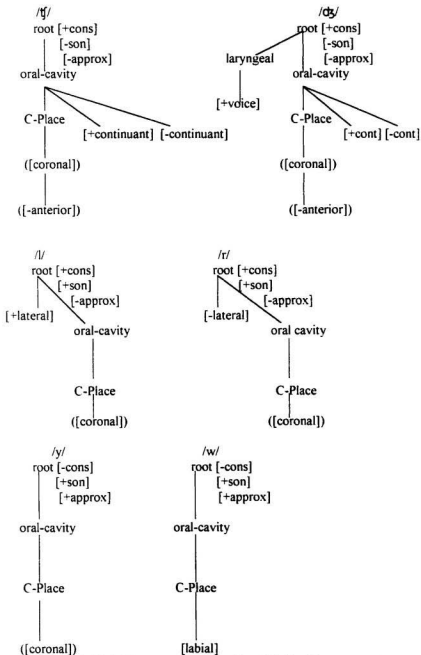 /ʧ/
root [+cons]
[-son]
[-approx]
oral-cavity
C-Place
[+continuant] [-continuant]
([coronal])
([-anterior])
/ʤ/
root [+cons]
[-son]
[-approx]
laryngeal
oral-cavity
[+voice]
C-Place
[+cont] [-cont]
([coronal])
([-anterior])
/l/
root [+cons]
[+son]
[-approx]
[+lateral]
oral-cavity
C-Place
([coronal])
/r/
root [+cons]
[+son]
[-approx]
[-lateral]
oral cavity
C-Place
([coronal])
/y/
root [-cons]
[+son]
[+approx]
oral-cavity
C-Place
([coronal])
/w/
root [-cons]
[+son]
[+approx]
oral-cavity
C-Place
[labial]